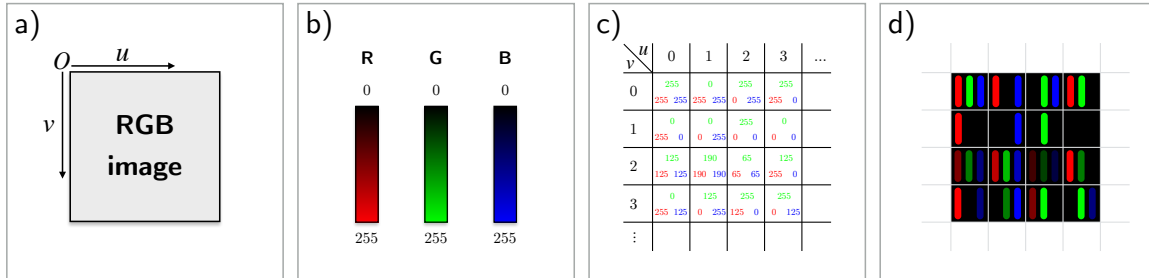 a)
O u
v
RGB
image
b)
R G B
0 0 0
255 255 255
c)
u
v 0 1 2 3 ...
0 255 0 255 255
255 255 255 255 0 255 255 0
1 0 0 255 0
255 0 0 255 0 0 0 0
2 125 190 65 125
125 125 190 190 65 65 255 0
3 0 125 255 255
255 125 0 255 125 0 0 125
⋮
d)